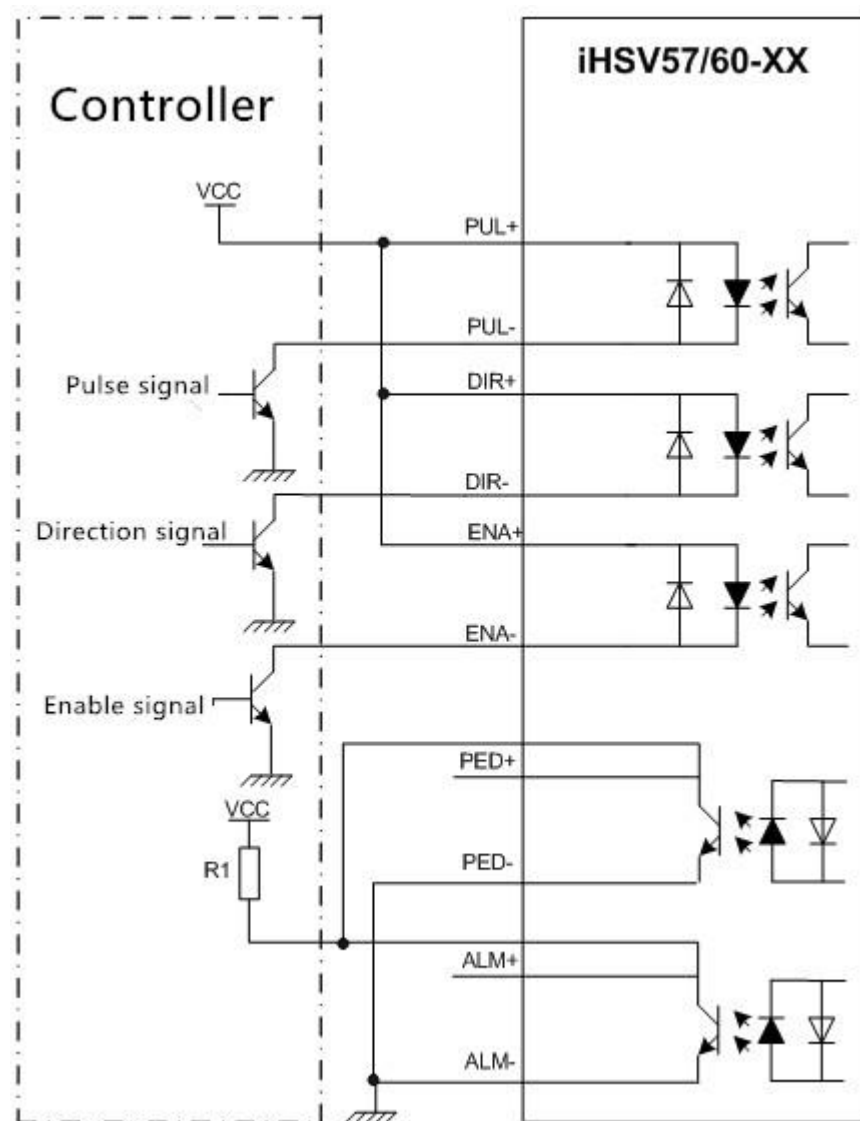 iHSV57/60-XX
Controller
VCC
PUL+
PUL-
Pulse signal
DIR+
DIR-
Direction signal
ENA+
ENA-
Enable signal
PED+
VCC
R1
PED-
ALM+
ALM-